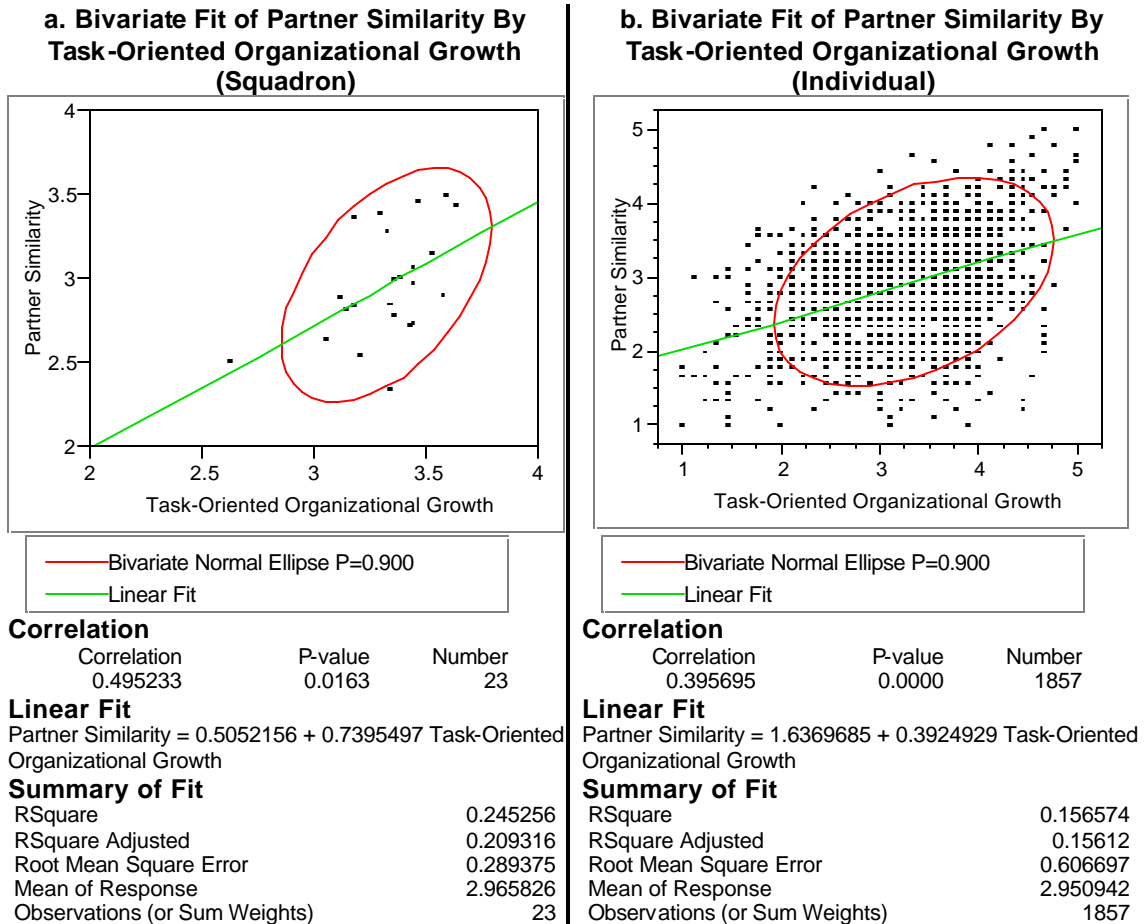 a. Bivariate Fit of Partner Similarity By
Task-Oriented Organizational Growth
(Squadron)
4
3.5
3
2.5
2
Partner Similarity
2
2.5
3
3.5
4
Task-Oriented Organizational Growth
Bivariate Normal Ellipse P=0.900
Linear Fit
Correlation
Correlation P-value Number
0.495233 0.0163 23
Linear Fit
Partner Similarity = 0.5052156 + 0.7395497 Task-Oriented
Organizational Growth
Summary of Fit
RSquare 0.245256
RSquare Adjusted 0.209316
Root Mean Square Error 0.289375
Mean of Response 2.965826
Observations (or Sum Weights) 23
b. Bivariate Fit of Partner Similarity By
Task-Oriented Organizational Growth
(Individual)
5
4
3
2
1
Partner Similarity
1
2
3
4
5
Task-Oriented Organizational Growth
Bivariate Normal Ellipse P=0.900
Linear Fit
Correlation
Correlation P-value Number
0.395695 0.0000 1857
Linear Fit
Partner Similarity = 1.6369685 + 0.3924929 Task-Oriented
Organizational Growth
Summary of Fit
RSquare 0.156574
RSquare Adjusted 0.15612
Root Mean Square Error 0.606697
Mean of Response 2.950942
Observations (or Sum Weights) 1857